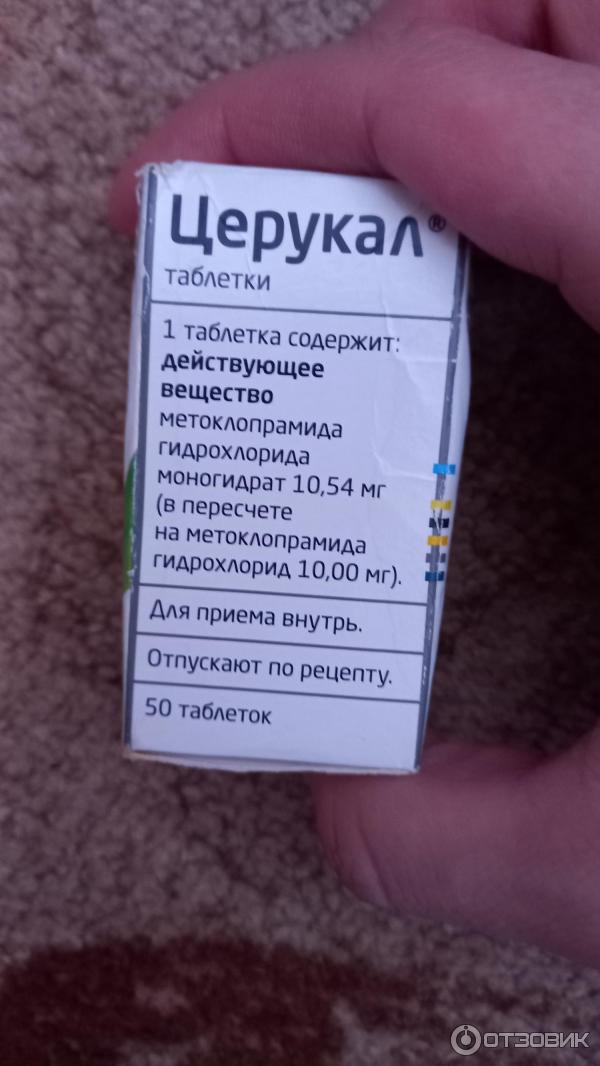 Церукал®
таблетки
1 таблетка содержит:
действующее
вещество
метоклопрамида
гидрохлорида
моногидрат 10,54 мг
(в пересчете
на метоклопрамида
гидрохлорид 10,00 мг).
Для приема внутрь.
Отпускают по рецепту.
50 таблеток
ОТЗОВИК